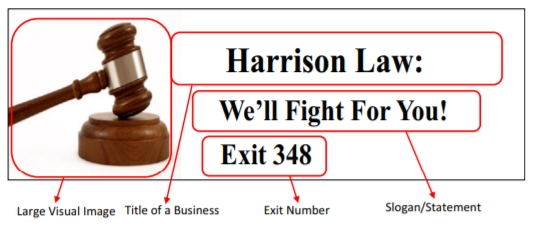 Harrison Law:
We'll Fight For You!
Exit 348
Large Visual Image Title of a Business Exit Number Slogan/Statement